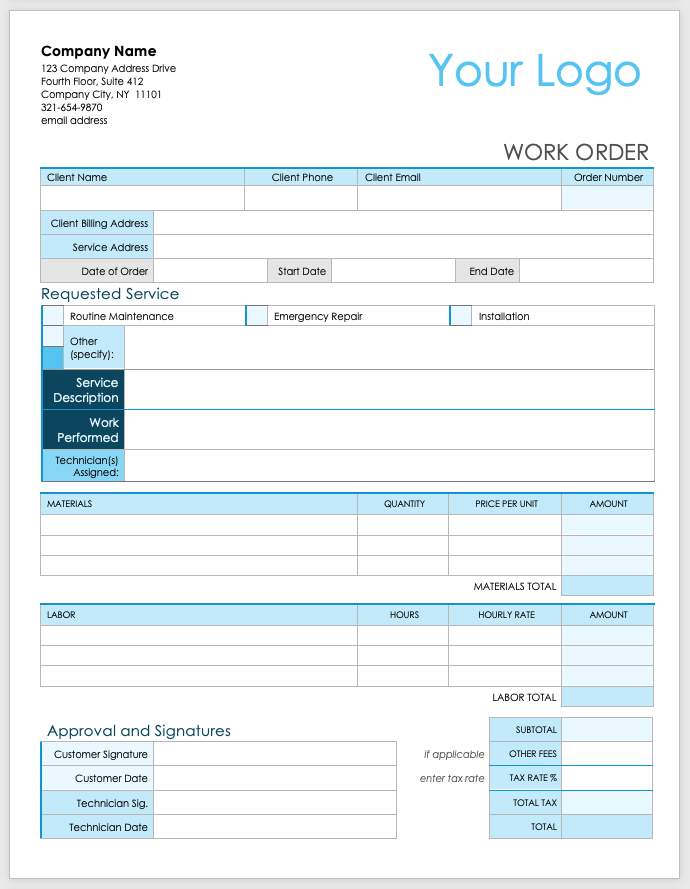 Company Name
123 Company Address Drive
Fourth Floor, Suite 412
Company City, NY  11101
321-654-9870
email address
Your Logo
WORK ORDER
Client Name Client Phone Client Email Order Number
Client Billing Address
Service Address
Date of Order Start Date End Date
Requested Service
Routine Maintenance Emergency Repair Installation
Other
(specify):
Service
Description
Work
Performed
Technician(s)
Assigned:
MATERIALS QUANTITY PRICE PER UNIT AMOUNT
MATERIALS TOTAL
LABOR HOURS HOURLY RATE AMOUNT
LABOR TOTAL
Approval and Signatures
Customer Signature
Customer Date
Technician Sig.
Technician Date
SUBTOTAL
if applicable OTHER FEES
enter tax rate TAX RATE %
TOTAL TAX
TOTAL